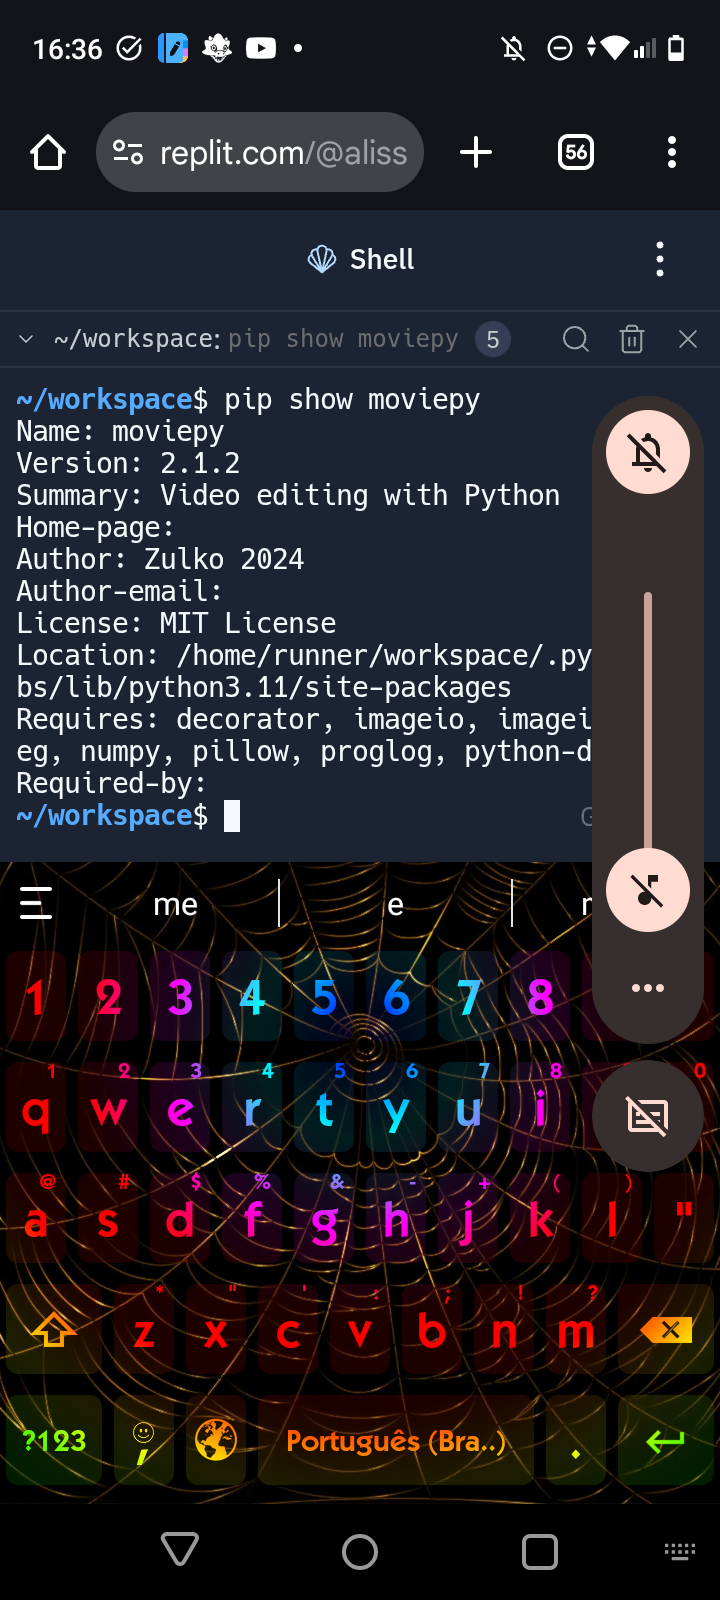 16:36
replit.com/@aliss
56
Shell
~/workspace: pip show moviepy 5
~/workspace$ pip show moviepy
Name: moviepy
Version: 2.1.2
Summary: Video editing with Python
Home-page:
Author: Zulko 2024
Author-email:
License: MIT License
Location: /home/runner/workspace/.py
bs/lib/python3.11/site-packages
Requires: decorator, imageio, imagei
eg, numpy, pillow, proglog, python-d
Required-by:
~/workspace$
me e
1 2 3 4 5 6 7 8
1 2 3 4 5 6 7 8 0
q w e r t y u i
@ # $ % & - + ( )
a s d f g h j k l "
* " ' : ; ! ?
z x c v b n m
?123 , Português (Bra..) .